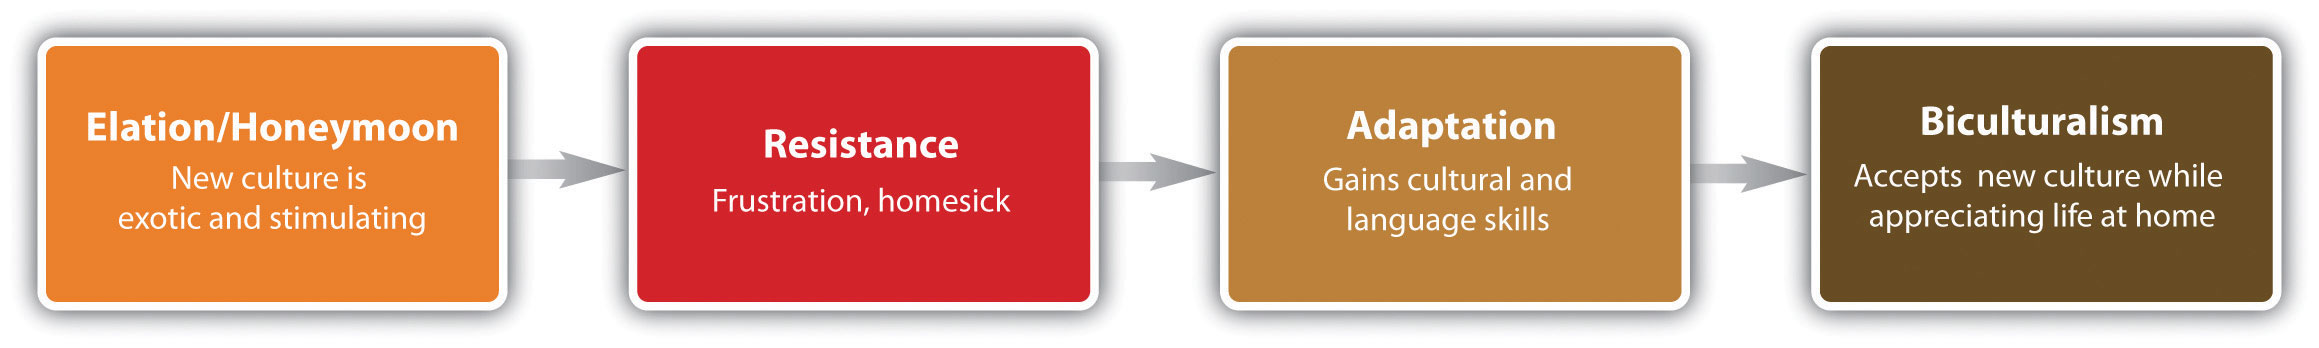 Elation/Honeymoon
New culture is
exotic and stimulating
Resistance
Frustration, homesick
Adaptation
Gains cultural and
language skills
Biculturalism
Accepts  new culture while
appreciating life at home